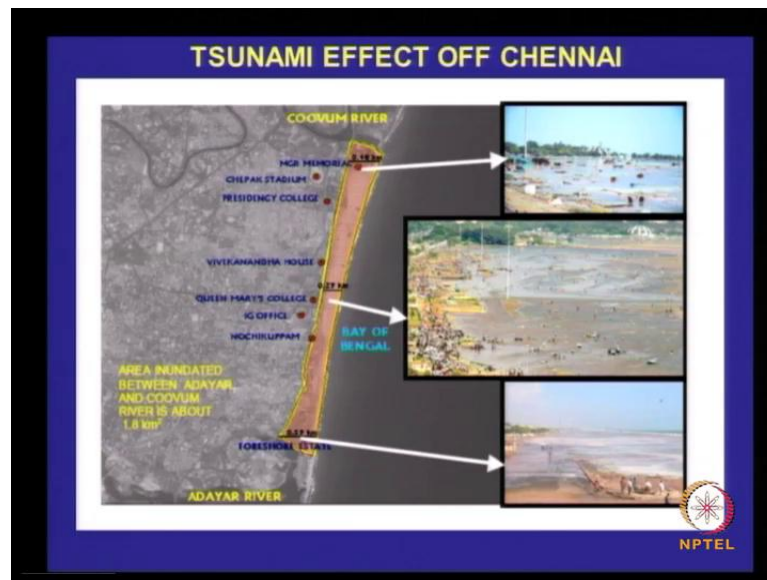 TSUNAMI EFFECT OFF CHENNAI
COOVUM RIVER
MGR MEMORIAL
CHEPAK STADIUM
PRESIDENCY COLLEGE
VIVEKANANDHA HOUSE
QUEEN MARY'S COLLEGE
IG OFFICE
NOCHIKUPPAM
BAY OF
BENGAL
AREA INUNDATED
BETWEEN ADAYAR,
AND COOVUM
RIVER IS ABOUT
1.8 km²
FORESHORE ESTATE
ADAYAR RIVER
NPTEL